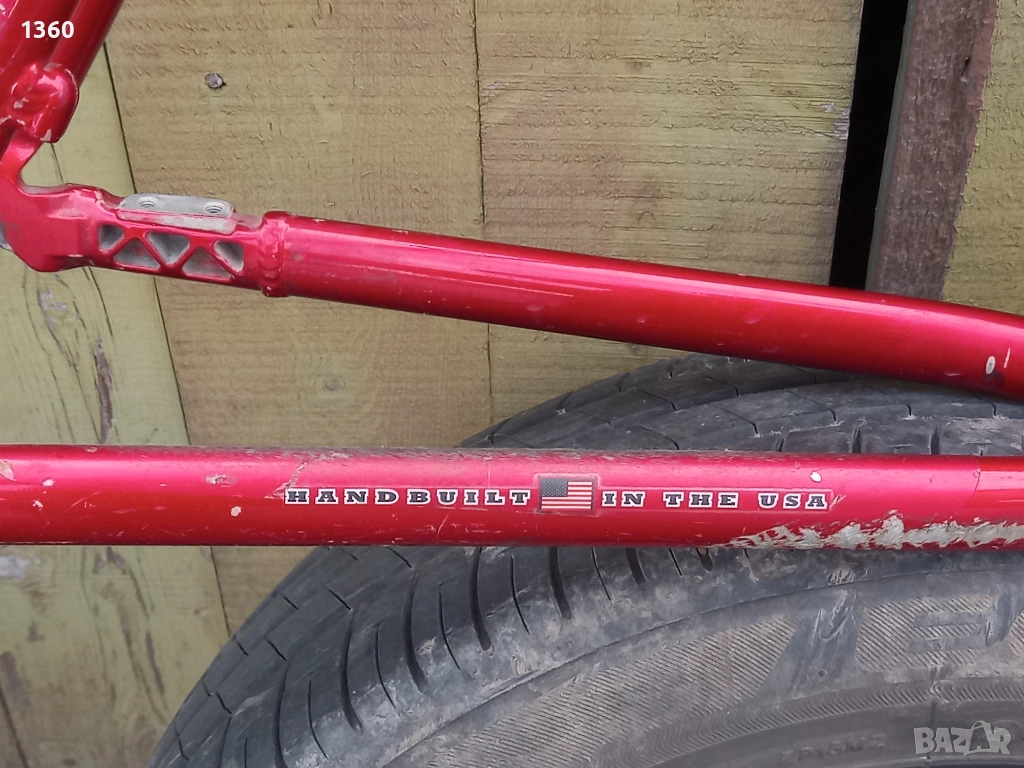 1360
HANDBUILT IN THE USA
BAZAR